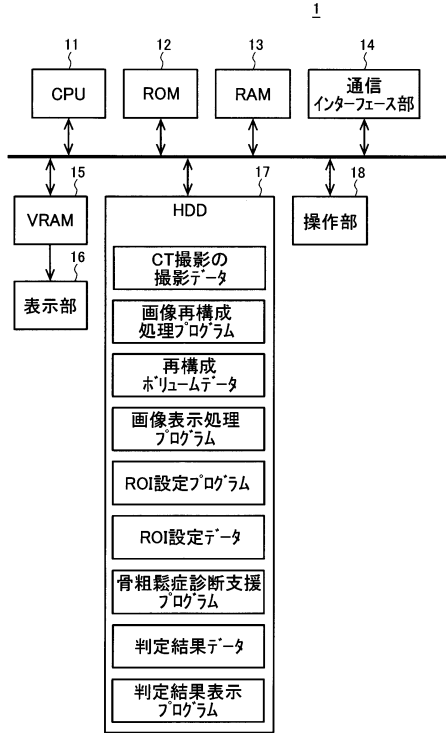 1
11
12
13
14
CPU
ROM
RAM
通信
インターフェース部
15
17
18
VRAM
HDD
操作部
16
表示部
CT撮影の
撮影データ
画像再構成
処理プログラム
再構成
ボリュームデータ
画像表示処理
プログラム
ROI設定プログラム
ROI設定データ
骨粗鬆症診断支援
プログラム
判定結果データ
判定結果表示
プログラム